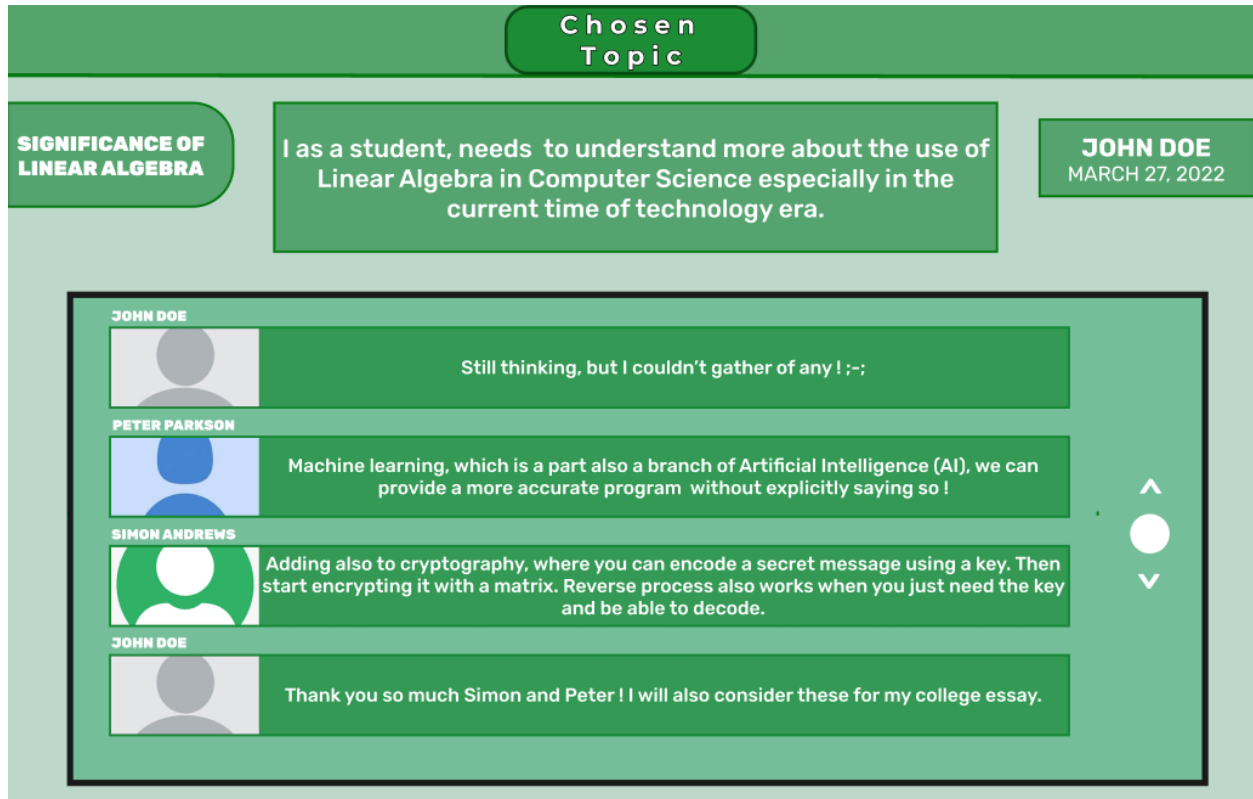 Chosen
Topic
SIGNIFICANCE OF
LINEAR ALGEBRA
I as a student, needs to understand more about the use of
Linear Algebra in Computer Science especially in the
current time of technology era.
JOHN DOE
MARCH 27, 2022
JOHN DOE
Still thinking, but I couldn't gather of any ! ;-;
PETER PARKSON
Machine learning, which is a part also a branch of Artificial Intelligence (AI), we can
provide a more accurate program without explicitly saying so !
SIMON ANDREWS
Adding also to cryptography, where you can encode a secret message using a key. Then
start encrypting it with a matrix. Reverse process also works when you just need the key
and be able to decode.
JOHN DOE
Thank you so much Simon and Peter ! I will also consider these for my college essay.